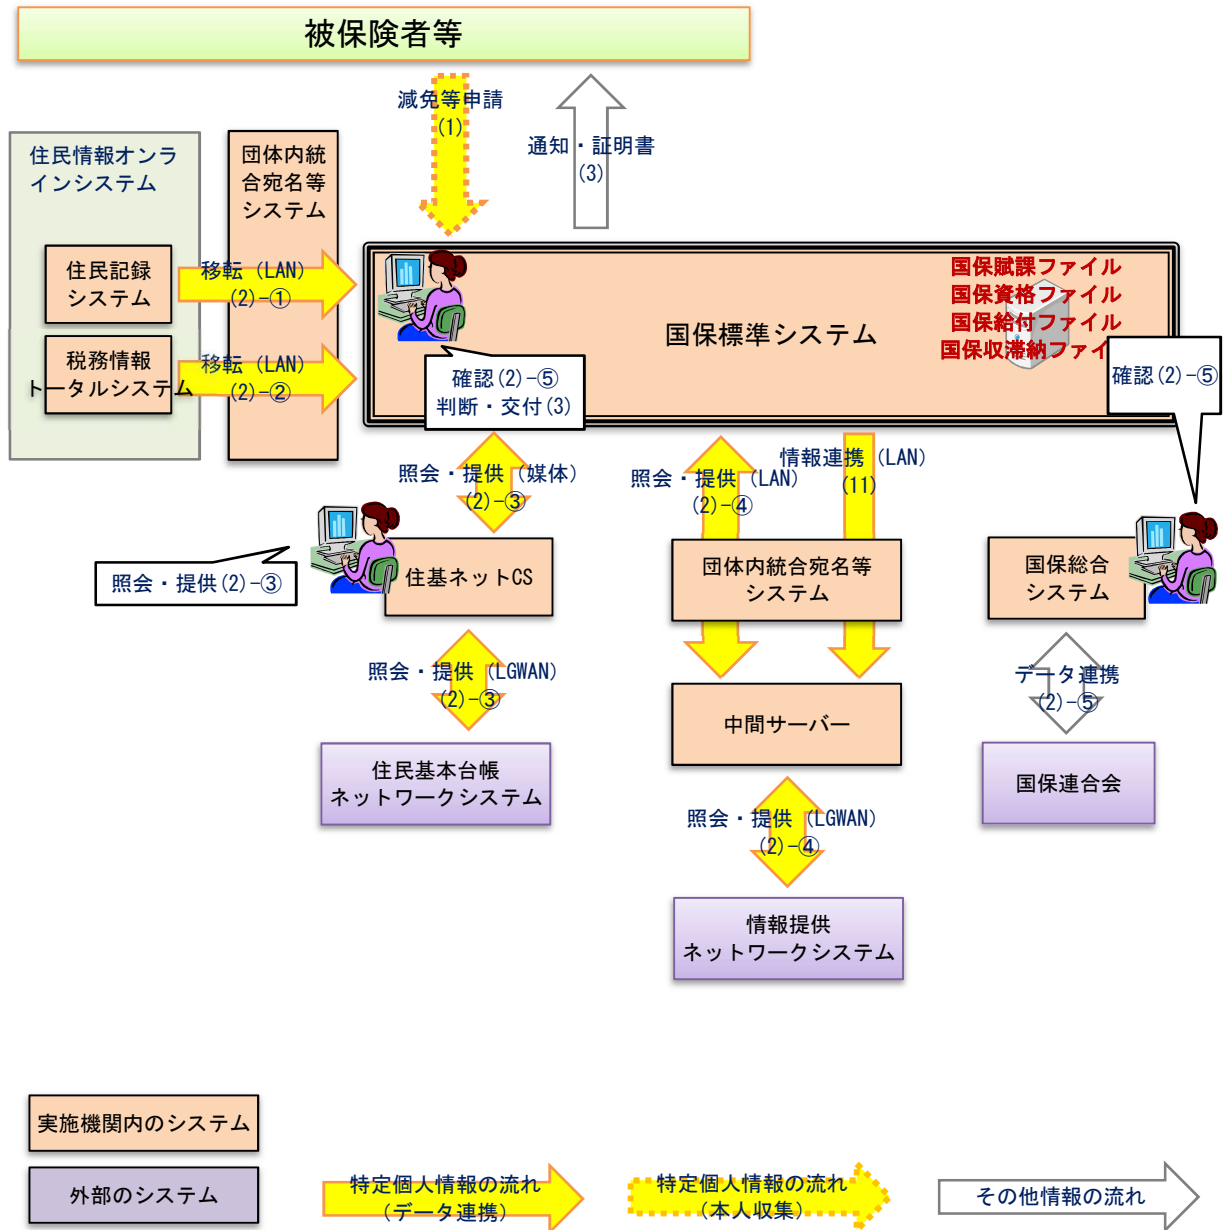 被保険者等
減免等申請
(1)
通知・証明書
(3)
住民情報オンラ
インシステム
団体内統
合宛名等
システム
住民記録
システム
移転（LAN）
(2)-①
税務情報
トータルシステム
移転（LAN）
(2)-②
国保標準システム
国保賦課ファイル
国保資格ファイル
国保給付ファイル
国保収滞納ファイ
確認(2)-⑤
判断・交付(3)
確認(2)-⑤
照会・提供（媒体）
(2)-③
照会・提供（LAN）
(2)-④
情報連携（LAN）
(11)
照会・提供(2)-③
住基ネットCS
団体内統合宛名等
システム
国保総合
システム
照会・提供（LGWAN）
(2)-③
中間サーバー
データ連携
(2)-⑤
住民基本台帳
ネットワークシステム
国保連合会
照会・提供（LGWAN）
(2)-④
情報提供
ネットワークシステム
実施機関内のシステム
外部のシステム
特定個人情報の流れ
（データ連携）
特定個人情報の流れ
（本人収集）
その他情報の流れ